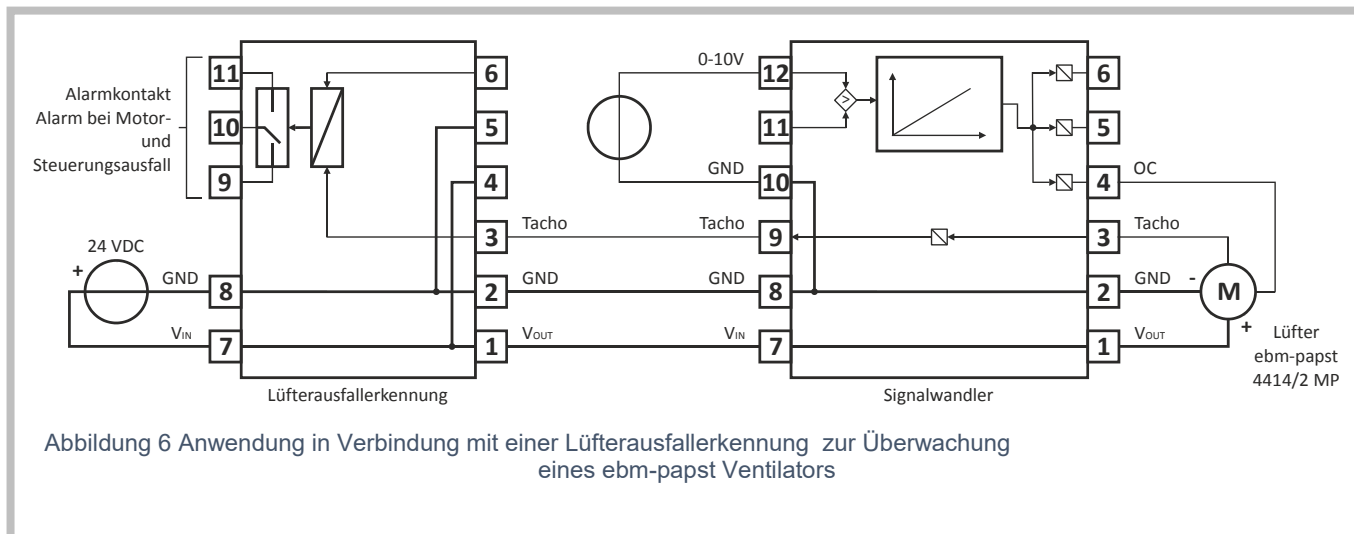 Alarmkontakt
Alarm bei Motor-
und
Steuerungsausfall
11
10
9
6
5
4
3
Tacho
24 VDC
+
GND
8
2
GND
VIN
7
1
VOUT
Lüfterausfallerkennung
0-10V
12
11
GND
10
>
6
5
4
OC
Tacho
9
3
Tacho
GND
8
2
GND
-
M
+
VIN
7
1
VOUT
Signalwandler
Lüfter
ebm-papst
4414/2 MP
Abbildung 6 Anwendung in Verbindung mit einer Lüfterausfallerkennung zur Überwachung
eines ebm-papst Ventilators